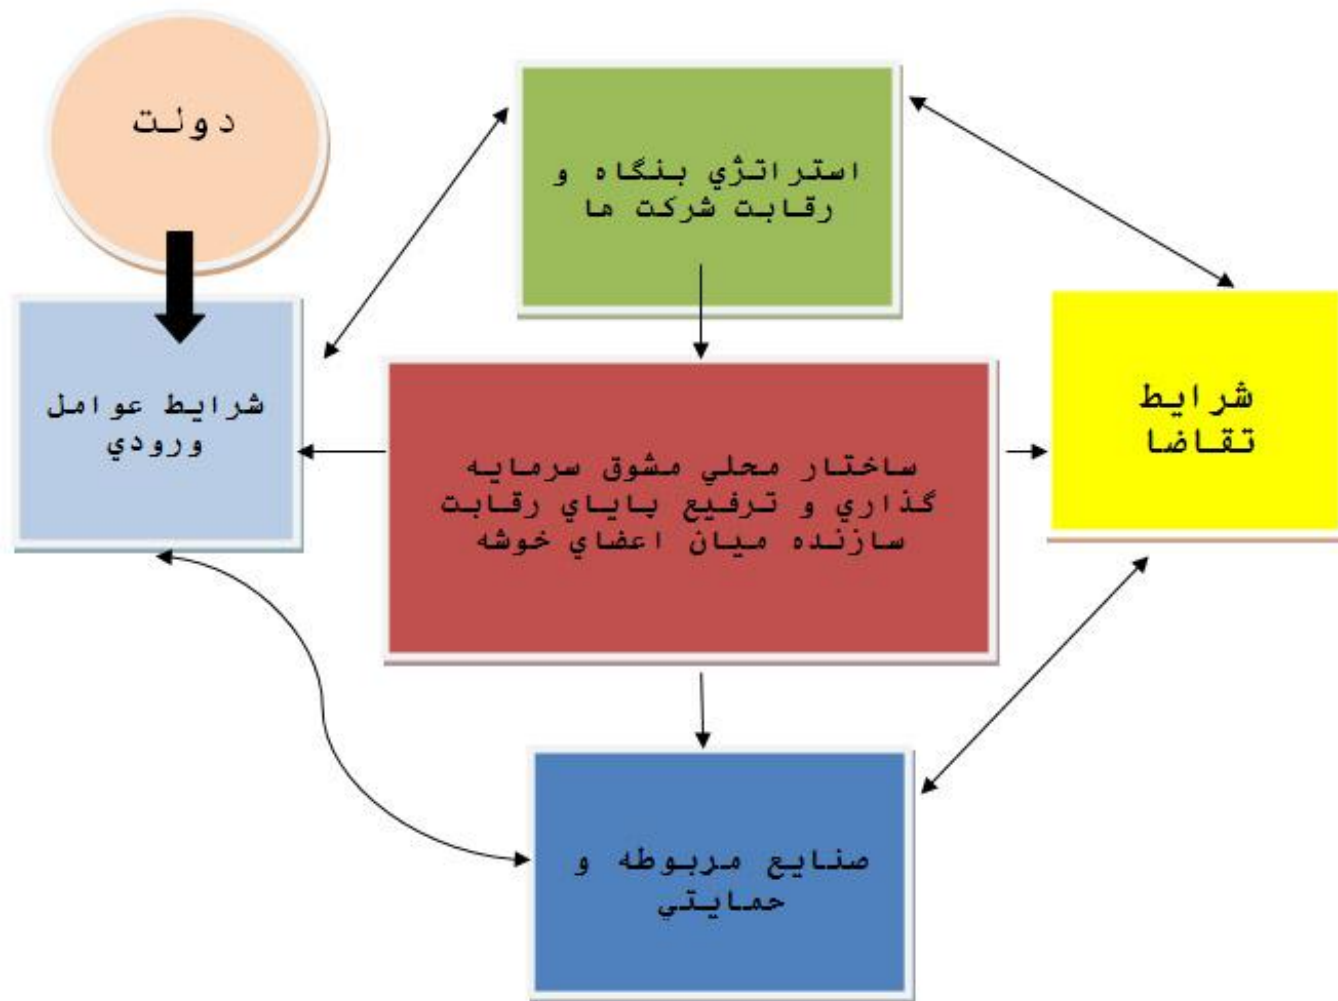 دولت
استراتژي بنگاه و
رقابت شركت ها
شرايط عوامل
ورودي
شرايط
تقاضا
ساختار محلي مشوق سرمايه
گذاري و ترفيع پاياي رقابت
سازنده ميان اعضاي خوشه
صنايع مربوطه و
حمايتي